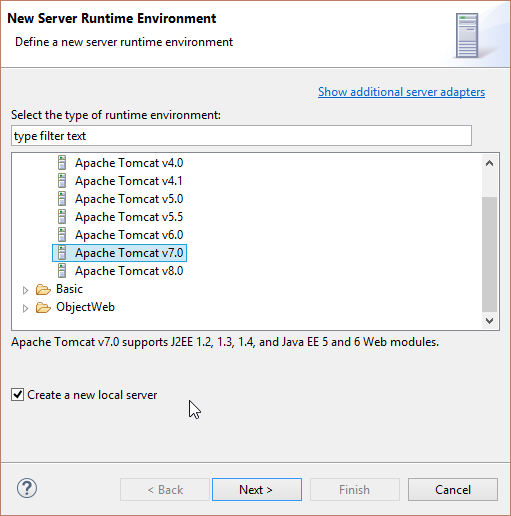 New Server Runtime Environment
Define a new server runtime environment
Show additional server adapters
Select the type of runtime environment:
type filter text
Apache Tomcat v4.0
Apache Tomcat v4.1
Apache Tomcat v5.0
Apache Tomcat v5.5
Apache Tomcat v6.0
Apache Tomcat v7.0
Apache Tomcat v8.0
Basic
ObjectWeb
Apache Tomcat v7.0 supports J2EE 1.2, 1.3, 1.4, and Java EE 5 and 6 Web modules.
Create a new local server
? < Back Next > Finish Cancel